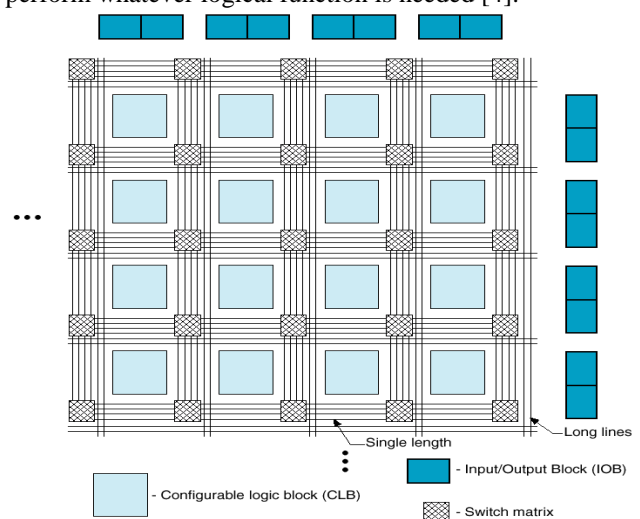 perform whatever logical function is needed [4].
...
Single length
Long lines
...
- Input/Output Block (IOB)
- Configurable logic block (CLB)
- Switch matrix